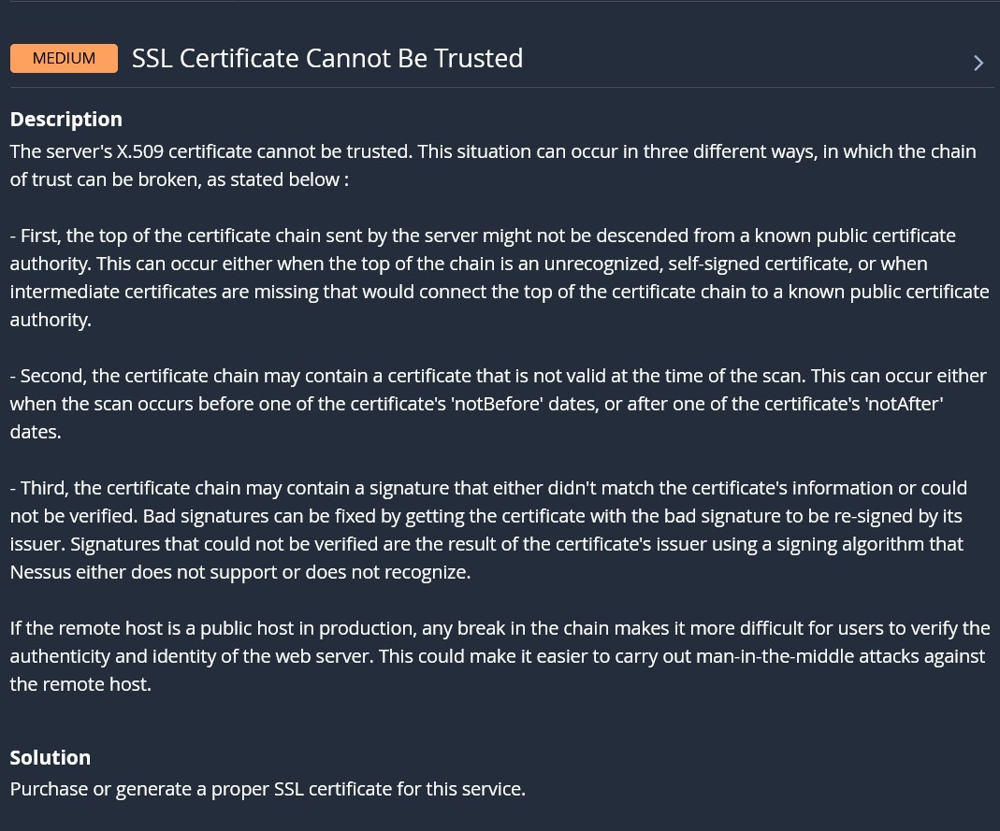 MEDIUM SSL Certificate Cannot Be Trusted
Description
The server's X.509 certificate cannot be trusted. This situation can occur in three different ways, in which the chain
of trust can be broken, as stated below :
- First, the top of the certificate chain sent by the server might not be descended from a known public certificate
authority. This can occur either when the top of the chain is an unrecognized, self-signed certificate, or when
intermediate certificates are missing that would connect the top of the certificate chain to a known public certificate
authority.
- Second, the certificate chain may contain a certificate that is not valid at the time of the scan. This can occur either
when the scan occurs before one of the certificate's 'notBefore' dates, or after one of the certificate's 'notAfter'
dates.
- Third, the certificate chain may contain a signature that either didn't match the certificate's information or could
not be verified. Bad signatures can be fixed by getting the certificate with the bad signature to be re-signed by its
issuer. Signatures that could not be verified are the result of the certificate's issuer using a signing algorithm that
Nessus either does not support or does not recognize.
If the remote host is a public host in production, any break in the chain makes it more difficult for users to verify the
authenticity and identity of the web server. This could make it easier to carry out man-in-the-middle attacks against
the remote host.
Solution
Purchase or generate a proper SSL certificate for this service.